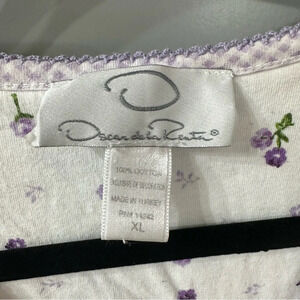 Oscar de la Renta®
100% COTTON
EXCLUSIVE OF DECORATION
MADE IN TURKEY
XL